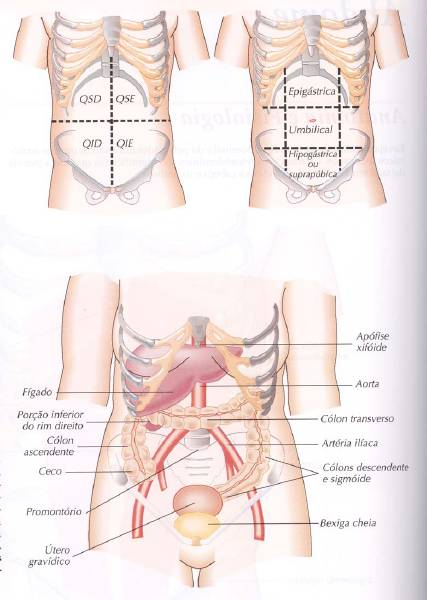 QSD
QSE
QID
QIE
Epigástrica
Umbilical
Hipogástrica
ou
suprapúbica
Apófise
xifóide
Fígado
Aorta
Porção inferior
do rim direito
Cólon transverso
Cólon
ascendente
Artéria ilíaca
Ceco
Cólons descendente
e sigmóide
Promontório
Bexiga cheia
Útero
gravídico